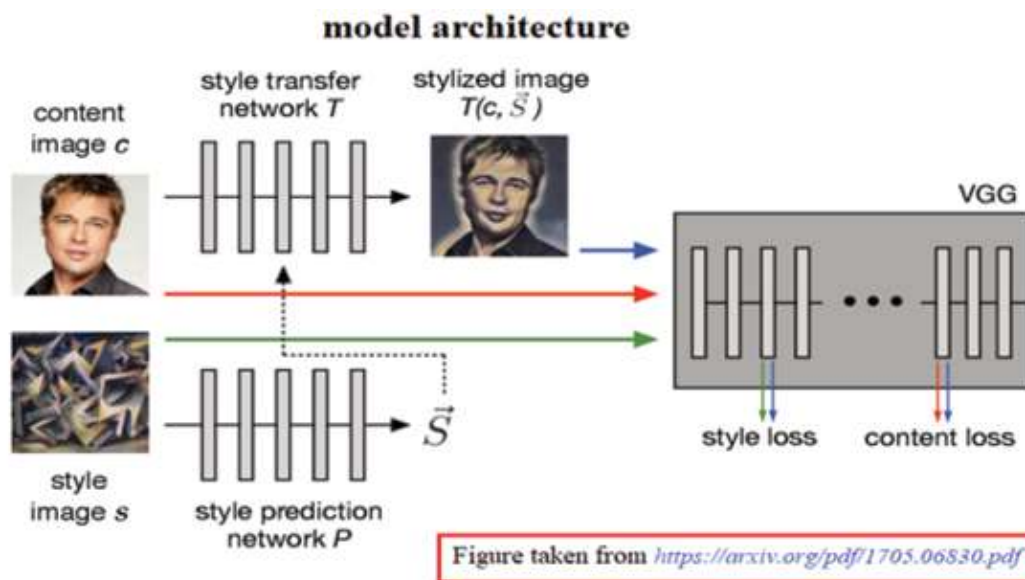 model architecture
style transfer
network T
stylized image
T(c, S⃗ )
content
image c
VGG
style
image s
S⃗
style prediction
network P
style loss
content loss
Figure taken from https://arxiv.org/pdf/1705.06830.pdf